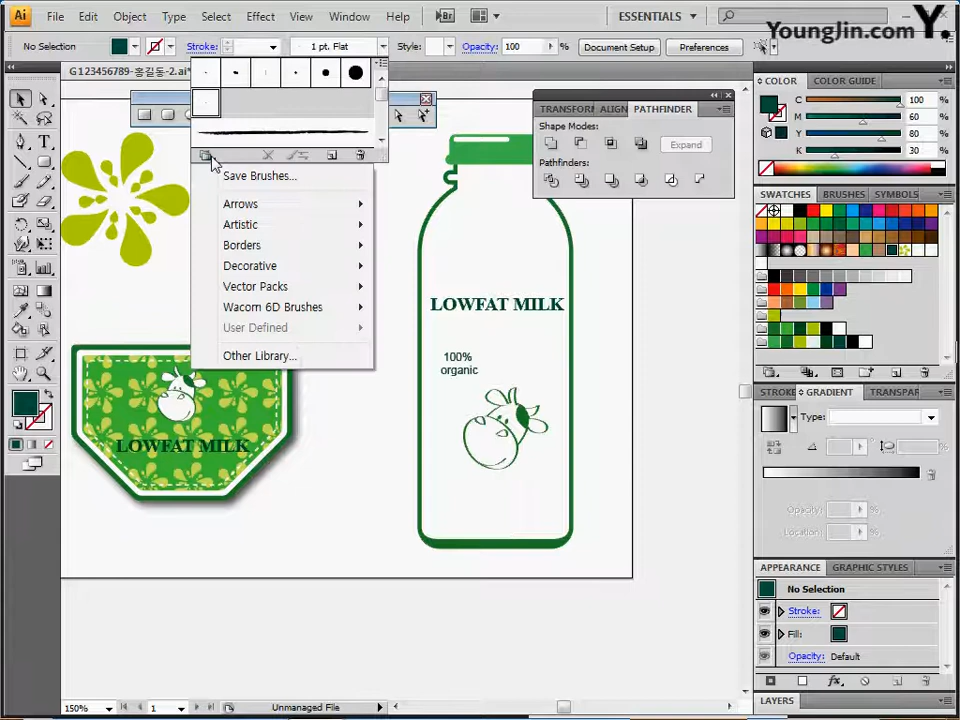 Ai File Edit Object Type Select Effect View Window Help Br ESSENTIALS
Younglin.com Y.
No Selection Stroke: 1 pt. Flat Style: Opacity: 100 % Document Setup Preferences
G123456789-홍길동-2.ai*
Save Brushes...
Arrows
Artistic
Borders
Decorative
Vector Packs
Wacom 6D Brushes
User Defined
Other Library...
TRANSFORM ALIGN PATHFINDER
Shape Modes:
Expand
Pathfinders:
LOWFAT MILK
100%
organic
LOWFAT MILK
COLOR COLOR GUIDE
C 100 %
M 60 %
Y 80 %
K 30 %
SWATCHES BRUSHES SYMBOLS
STROKE GRADIENT TRANSPAR
Type:
%
Opacity: %
Location: %
APPEARANCE GRAPHIC STYLES
No Selection
Stroke:
Fill:
Opacity: Default
LAYERS
150% 1 Unmanaged File